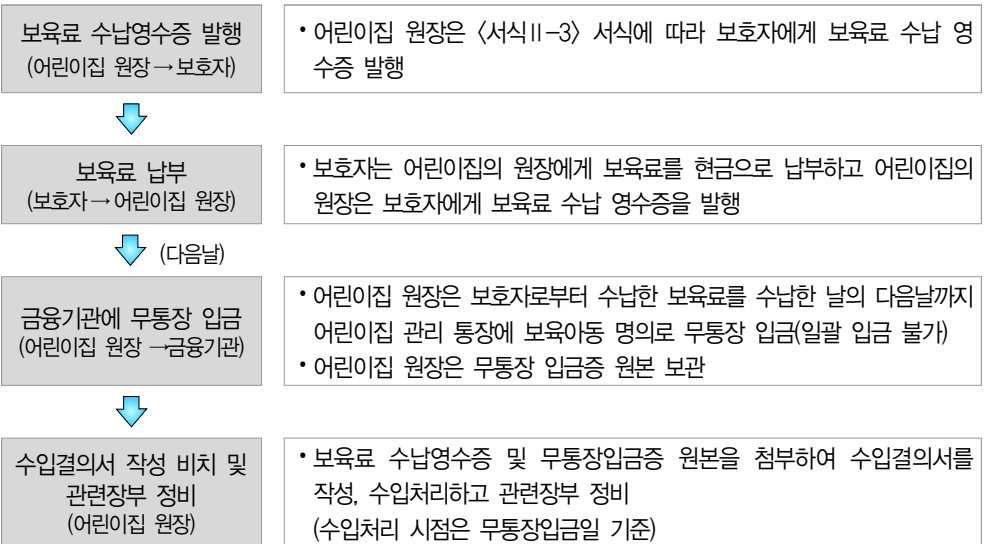 보육료 수납영수증 발행
(어린이집 원장→보호자)
• 어린이집 원장은 〈서식Ⅱ-3〉 서식에 따라 보호자에게 보육료 수납 영
수증 발행
보육료 납부
(보호자→어린이집 원장)
• 보호자는 어린이집의 원장에게 보육료를 현금으로 납부하고 어린이집의
원장은 보호자에게 보육료 수납 영수증을 발행
(다음날)
금융기관에 무통장 입금
(어린이집 원장 →금융기관)
• 어린이집 원장은 보호자로부터 수납한 보육료를 수납한 날의 다음날까지
어린이집 관리 통장에 보육아동 명의로 무통장 입금(일괄 입금 불가)
• 어린이집 원장은 무통장 입금증 원본 보관
수입결의서 작성 비치 및
관련장부 정비
(어린이집 원장)
• 보육료 수납영수증 및 무통장입금증 원본을 첨부하여 수입결의서를
작성, 수입처리하고 관련장부 정비
(수입처리 시점은 무통장입금일 기준)